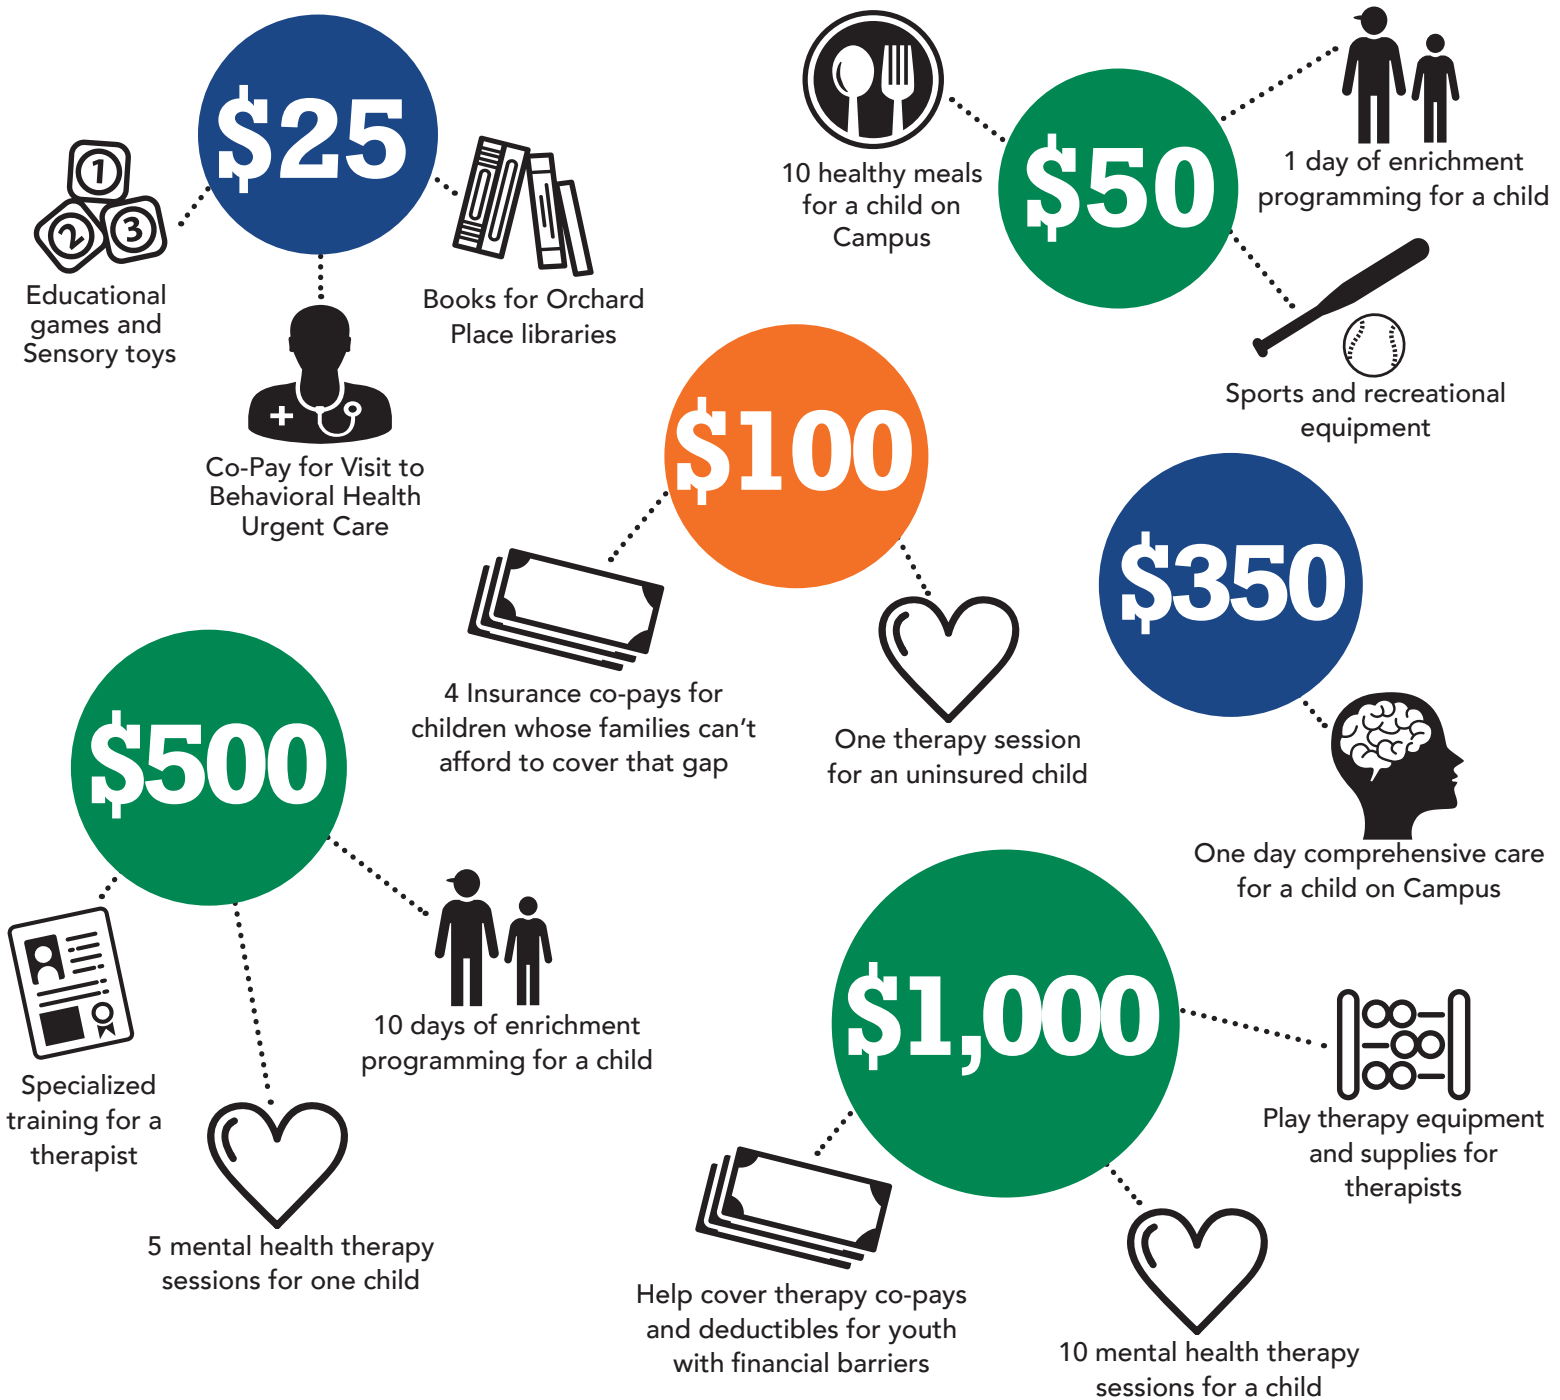 $25
1
2
3
Educational
games and
Sensory toys
Co-Pay for Visit to
Behavioral Health
Urgent Care
Books for Orchard
Place libraries
$50
10 healthy meals
for a child on
Campus
1 day of enrichment
programming for a child
Sports and recreational
equipment
$100
4 Insurance co-pays for
children whose families can’t
afford to cover that gap
One therapy session
for an uninsured child
$350
One day comprehensive care
for a child on Campus
$500
Specialized
training for a
therapist
5 mental health therapy
sessions for one child
10 days of enrichment
programming for a child
$1,000
Help cover therapy co-pays
and deductibles for youth
with financial barriers
10 mental health therapy
sessions for a child
Play therapy equipment
and supplies for
therapists